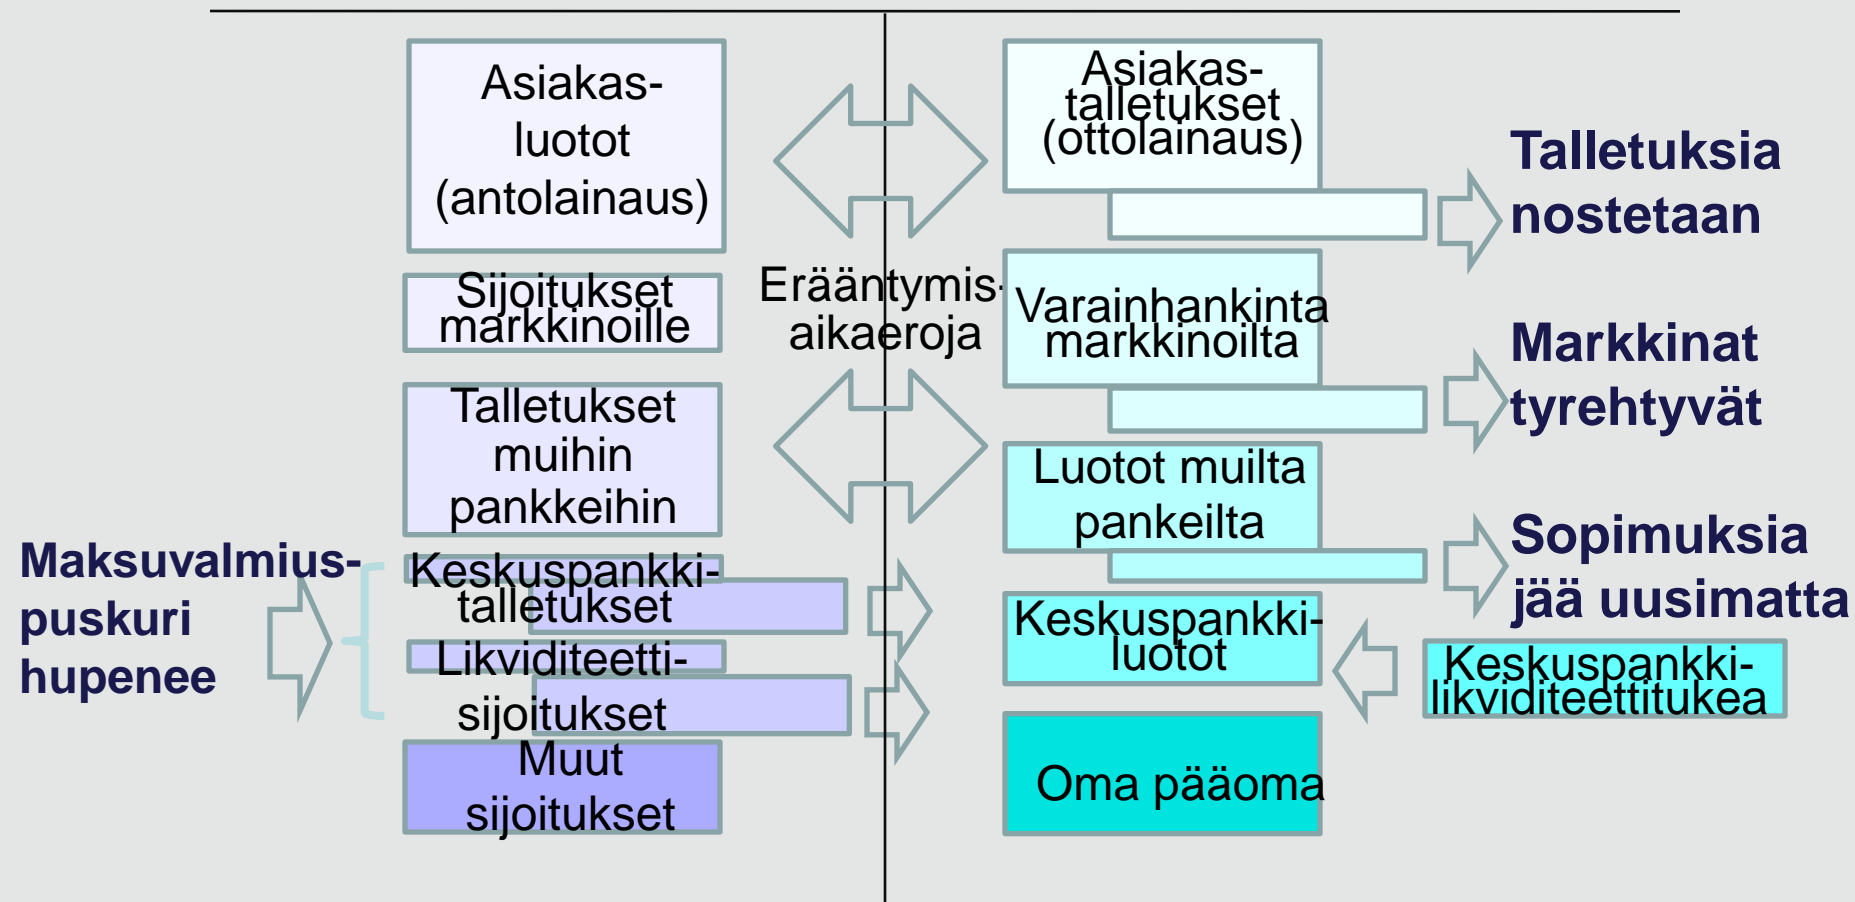 Asiakas-
luotot
(antolainaus)
Sijoitukset
markkinoille
Talletukset
muihin
pankkeihin
Maksuvalmius-
puskuri
hupenee
Keskuspankki-
talletukset
Likviditeetti-
sijoitukset
Muut
sijoitukset
Erääntymis-
aikaeroja
Asiakas-
talletukset
(ottolainaus)
Varainhankinta
markkinoilta
Luotot muilta
pankeilta
Keskuspankki-
luotot
Oma pääoma
Talletuksia
nostetaan
Markkinat
tyrehtyvät
Sopimuksia
jää uusimatta
Keskuspankki-
likviditeettitukea